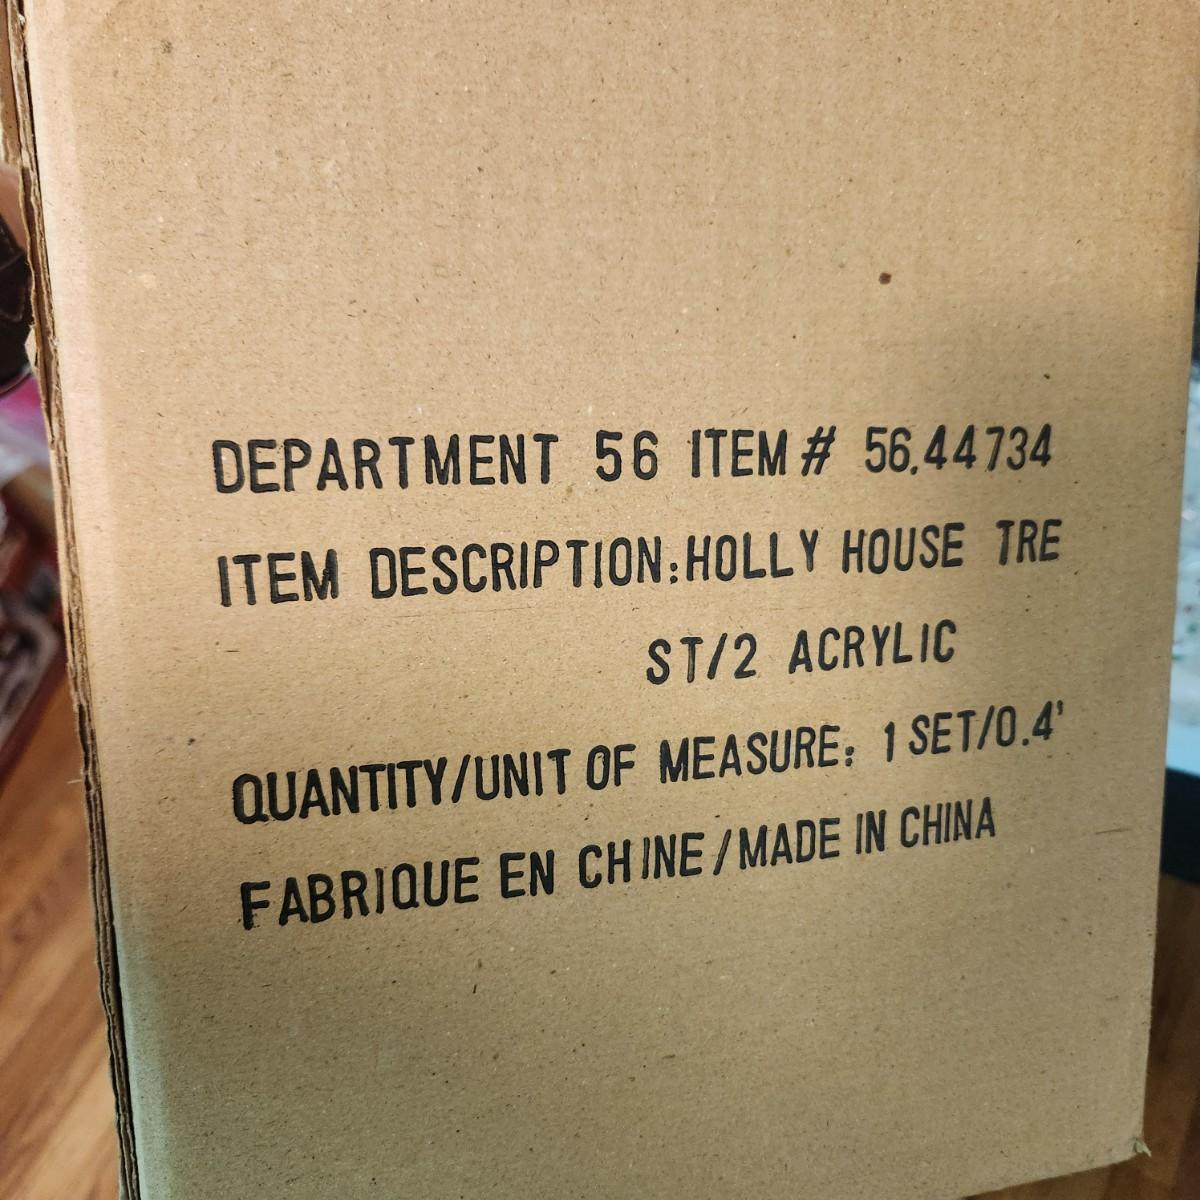 DEPARTMENT 56 ITEM# 56.44734
ITEM DESCRIPTION:HOLLY HOUSE TRE
ST/2 ACRYLIC
QUANTITY/UNIT OF MEASURE: 1 SET/0.4'
FABRIQUE EN CHINE/MADE IN CHINA